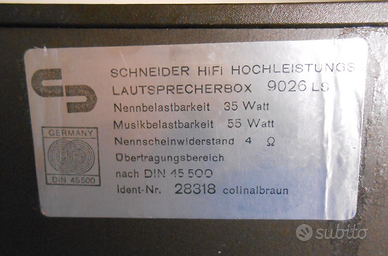 SCHNEIDER HiFi HOCHLEISTUNGS
LAUTSPRECHERBOX 9026 LS
Nennbelastbarkeit 35 Watt
Musikbelastbarkeit 55 Watt
Nennscheinwiderstand 4 Ω
Übertragungsbereich
nach DIN 45 500
Ident-Nr. 28318 colinalbraun
GERMANY
DIN 45500
subito